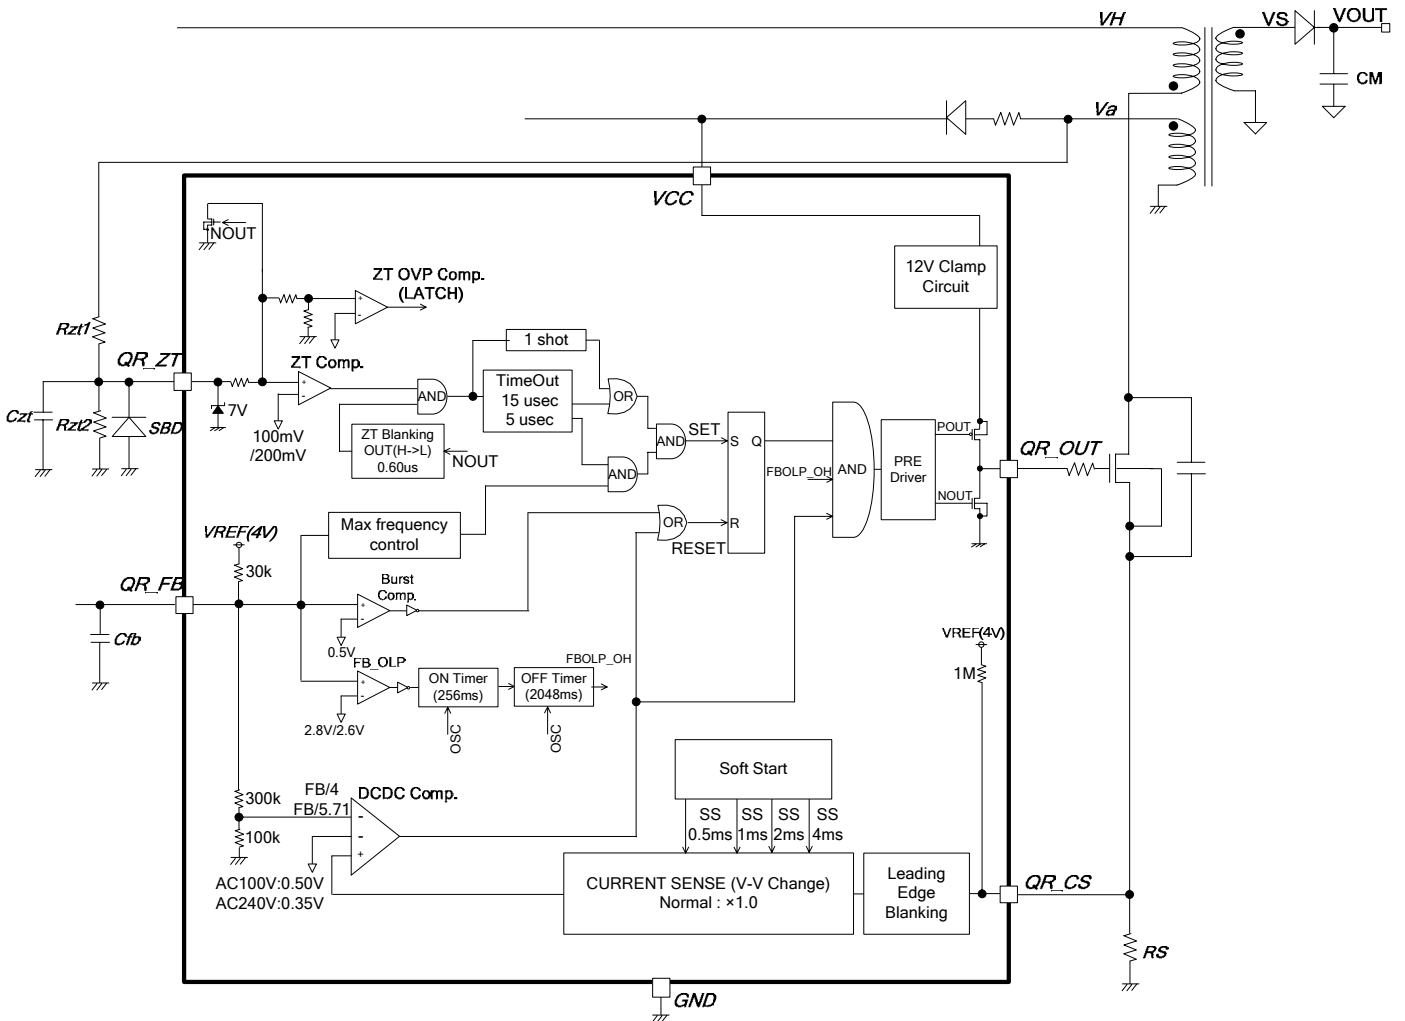 VH
VS
VOUT
CM
Va
VCC
NOUT
ZT OVP Comp.
(LATCH)
12V Clamp
Circuit
Rzt1
QR_ZT
ZT Comp.
1 shot
TimeOut
15 usec
5 usec
AND
OR
Czt
Rzt2
SBD
7V
100mV
/200mV
ZT Blanking
OUT(H->L)
0.60us
NOUT
AND
SET
S
Q
AND
FBOLP_OH
AND
PRE
Driver
POUT
NOUT
QR_OUT
VREF(4V)
30k
Max frequency
control
OR
R
RESET
QR_FB
Cfb
Burst
Comp.
0.5V
FB_OLP
2.8V/2.6V
ON Timer
(256ms)
OFF Timer
(2048ms)
FBOLP_OH
OSC
OSC
VREF(4V)
1M
Soft Start
SS
0.5ms
SS
1ms
SS
2ms
SS
4ms
300k
100k
FB/4
FB/5.71
DCDC Comp.
-
-
+
AC100V:0.50V
AC240V:0.35V
CURRENT SENSE (V-V Change)
Normal : ×1.0
Leading
Edge
Blanking
QR_CS
RS
GND